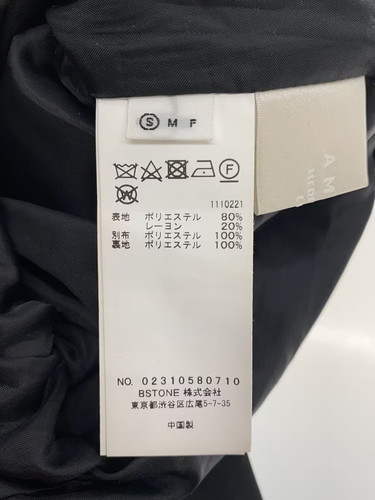 Ⓢ M F
F
W
1110221
表地 ポリエステル 80%
レーヨン 20%
別布 ポリエステル 100%
裏地 ポリエステル 100%
NO. 02310580710
BSTONE 株式会社
東京都渋谷区広尾5-7-35
中国製
A M
MED